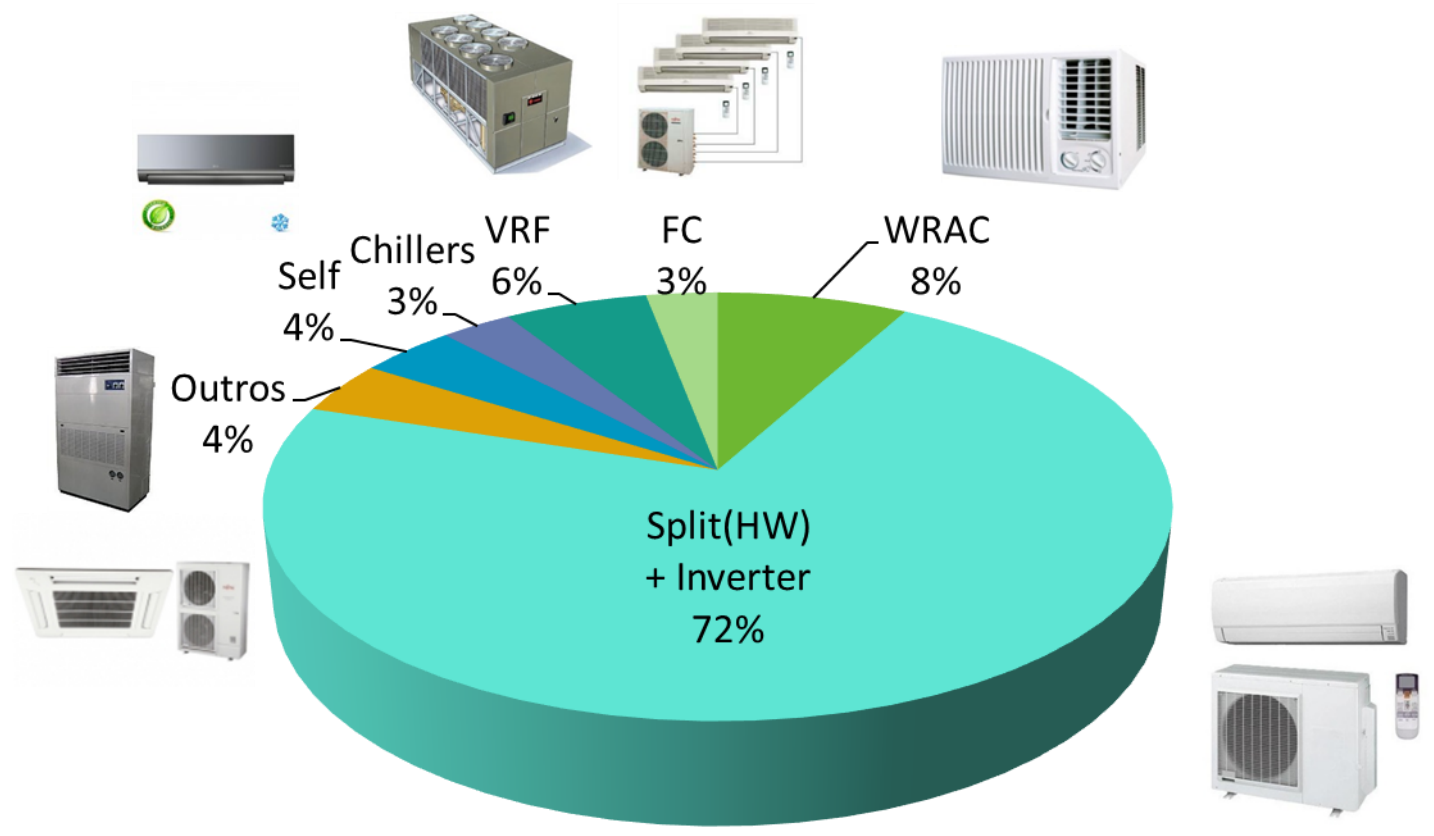 VRF
6%
FC
3%
WRAC
8%
Chillers
3%
Self
4%
Outros
4%
Split(HW)
+ Inverter
72%